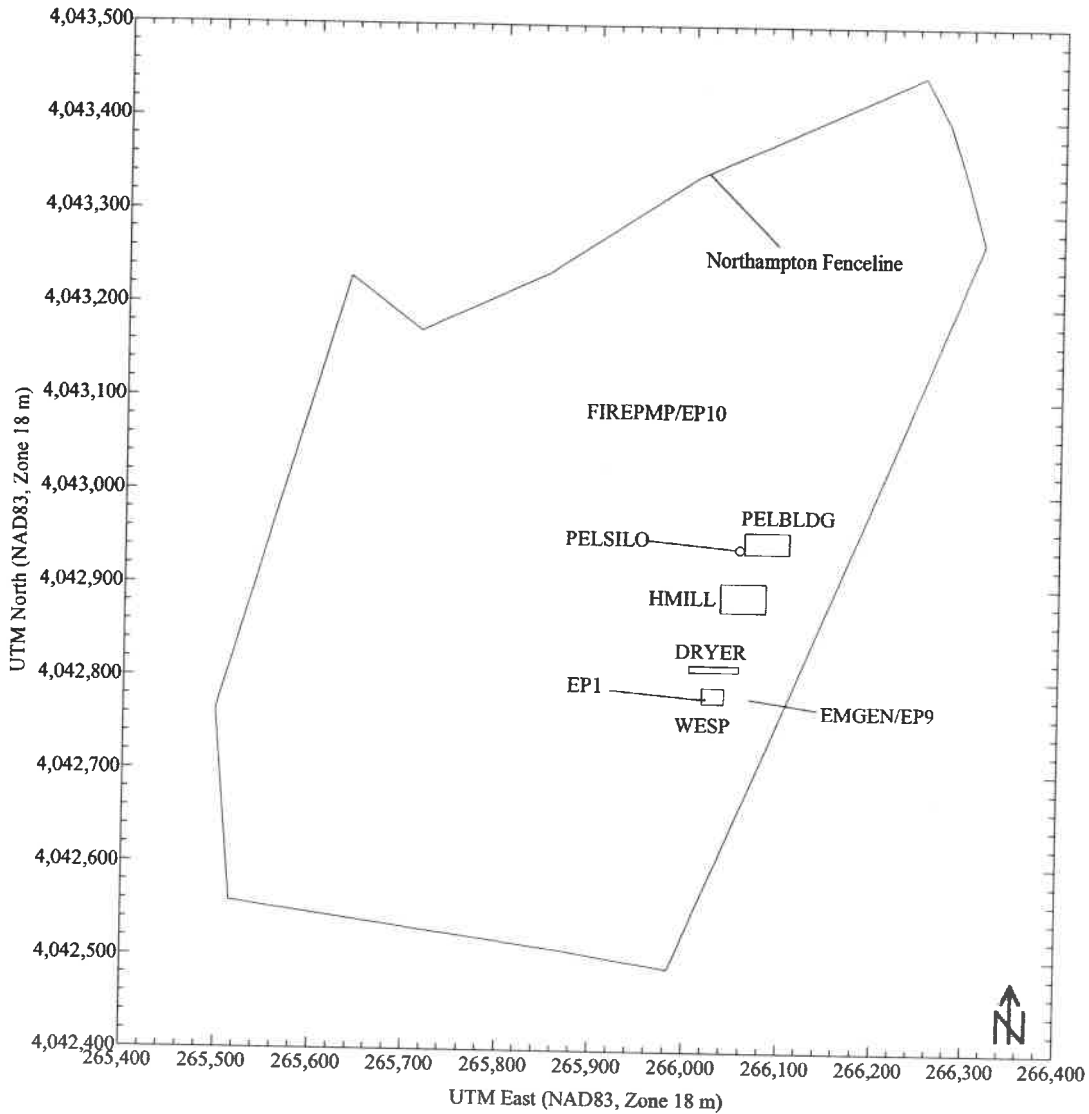 4,043,500
4,043,400
4,043,300
Northampton Fenceline
4,043,200
4,043,100
FIREPMP/EP10
UTM North (NAD83, Zone 18 m)
4,043,000
PELBLDG
PELSILO
4,042,900
HMILL
DRYER
4,042,800
EP1
EMGEN/EP9
WESP
4,042,700
4,042,600
4,042,500
N
4,042,400
265,400 265,500 265,600 265,700 265,800 265,900 266,000 266,100 266,200 266,300 266,400
UTM East (NAD83, Zone 18 m)